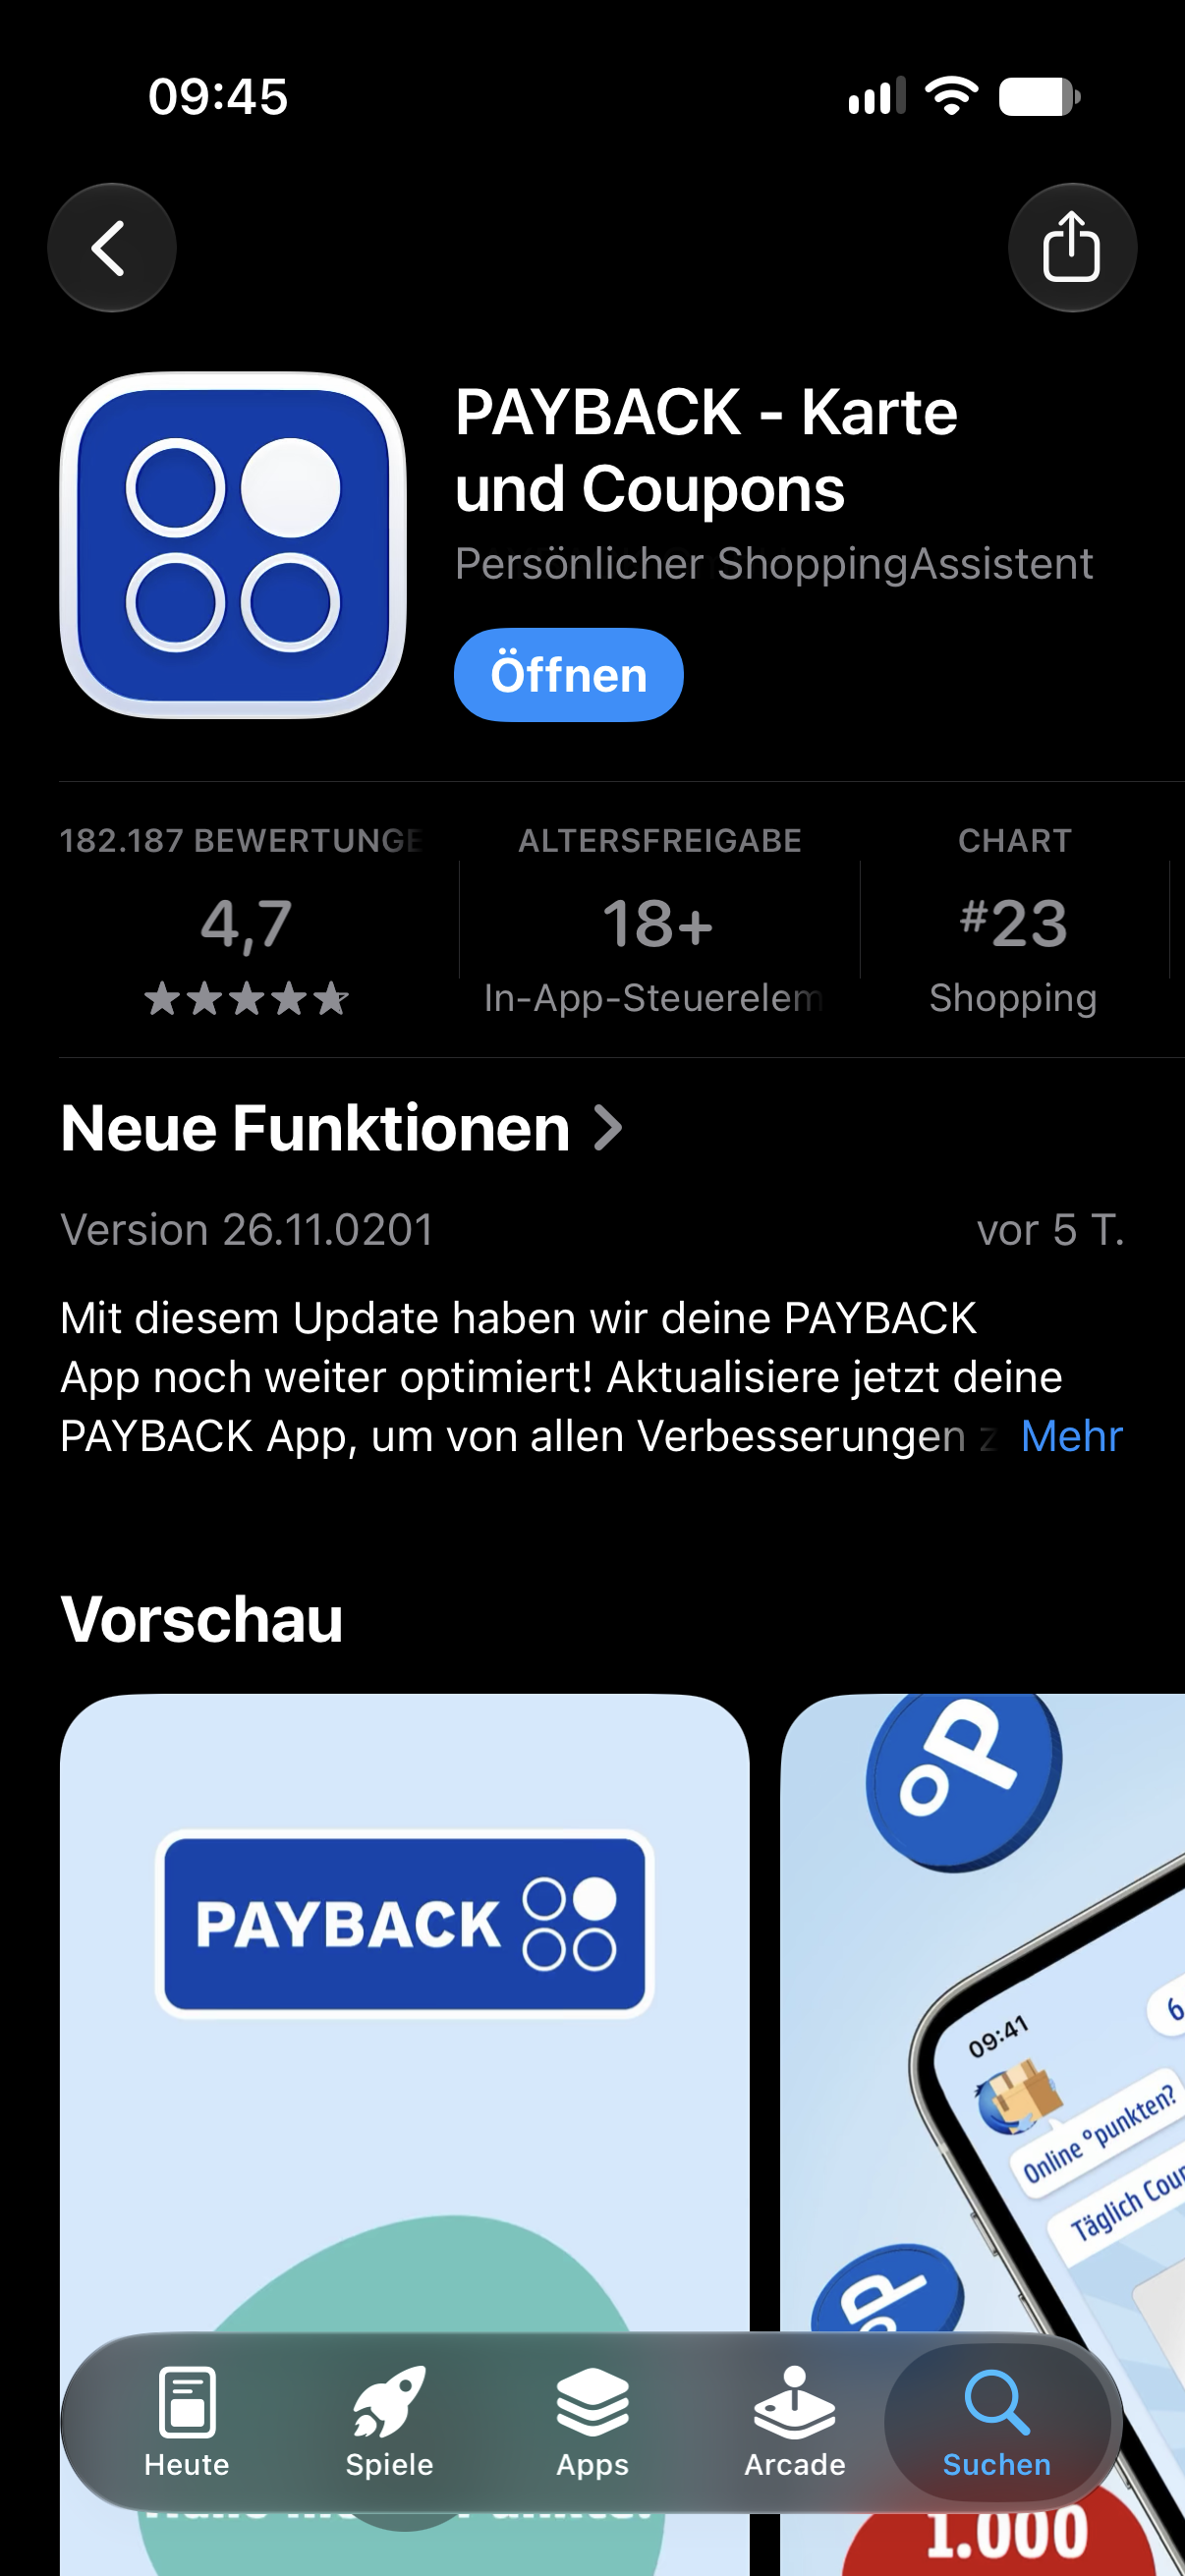 09:45
PAYBACK - Karte
und Coupons
Persönlicher ShoppingAssistent
Öffnen
182.187 BEWERTUNGE
ALTERSFREIGABE
CHART
4,7
18+
#23
In-App-Steuerelem
Shopping
Neue Funktionen
Version 26.11.0201
vor 5 T.
Mit diesem Update haben wir deine PAYBACK
App noch weiter optimiert! Aktualisiere jetzt deine
PAYBACK App, um von allen Verbesserungen z
Mehr
Vorschau
PAYBACK
°P
09:41
6
Online °punkten?
Täglich Coup
°P
Heute
Spiele
Apps
Arcade
Suchen
1.000